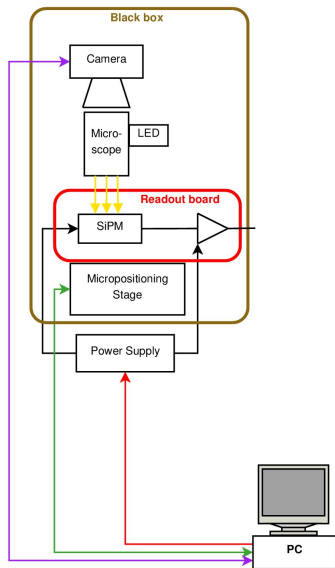 Black box
Camera
Micro-
scope
LED
Readout board
SiPM
Micropositioning
Stage
Power Supply
PC